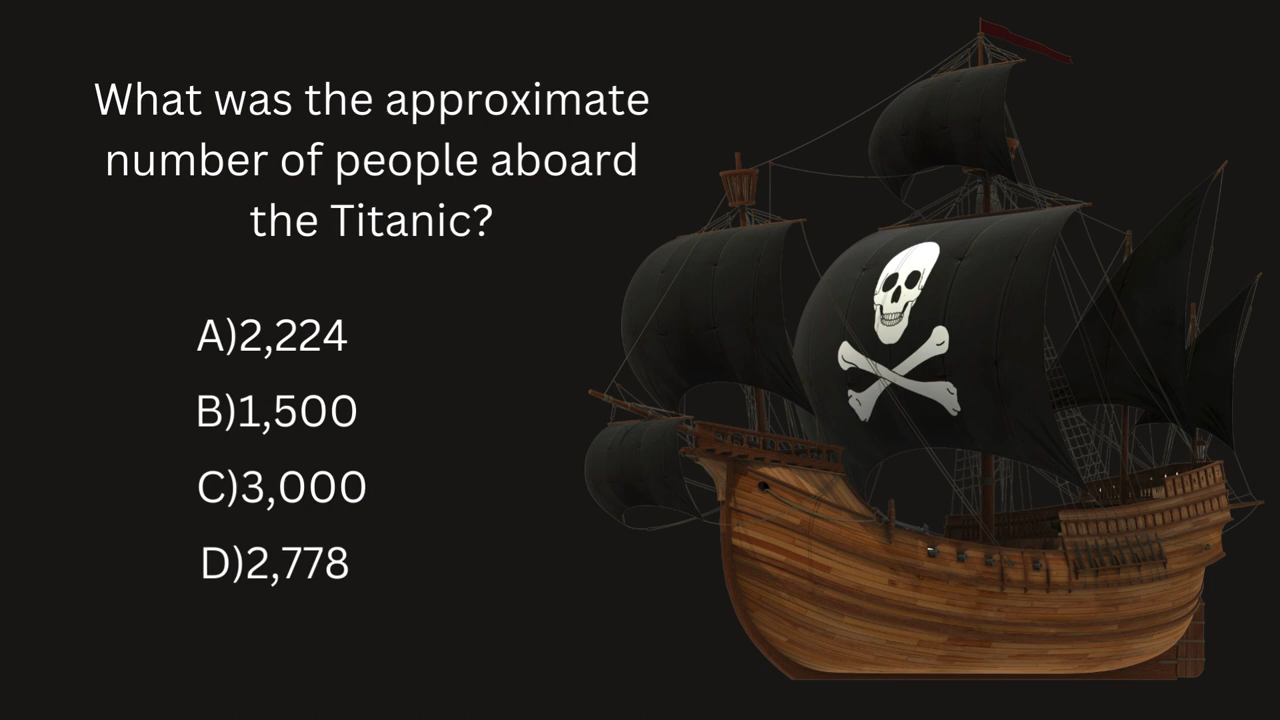 What was the approximate
number of people aboard
the Titanic?
A)2,224
B)1,500
C)3,000
D)2,778